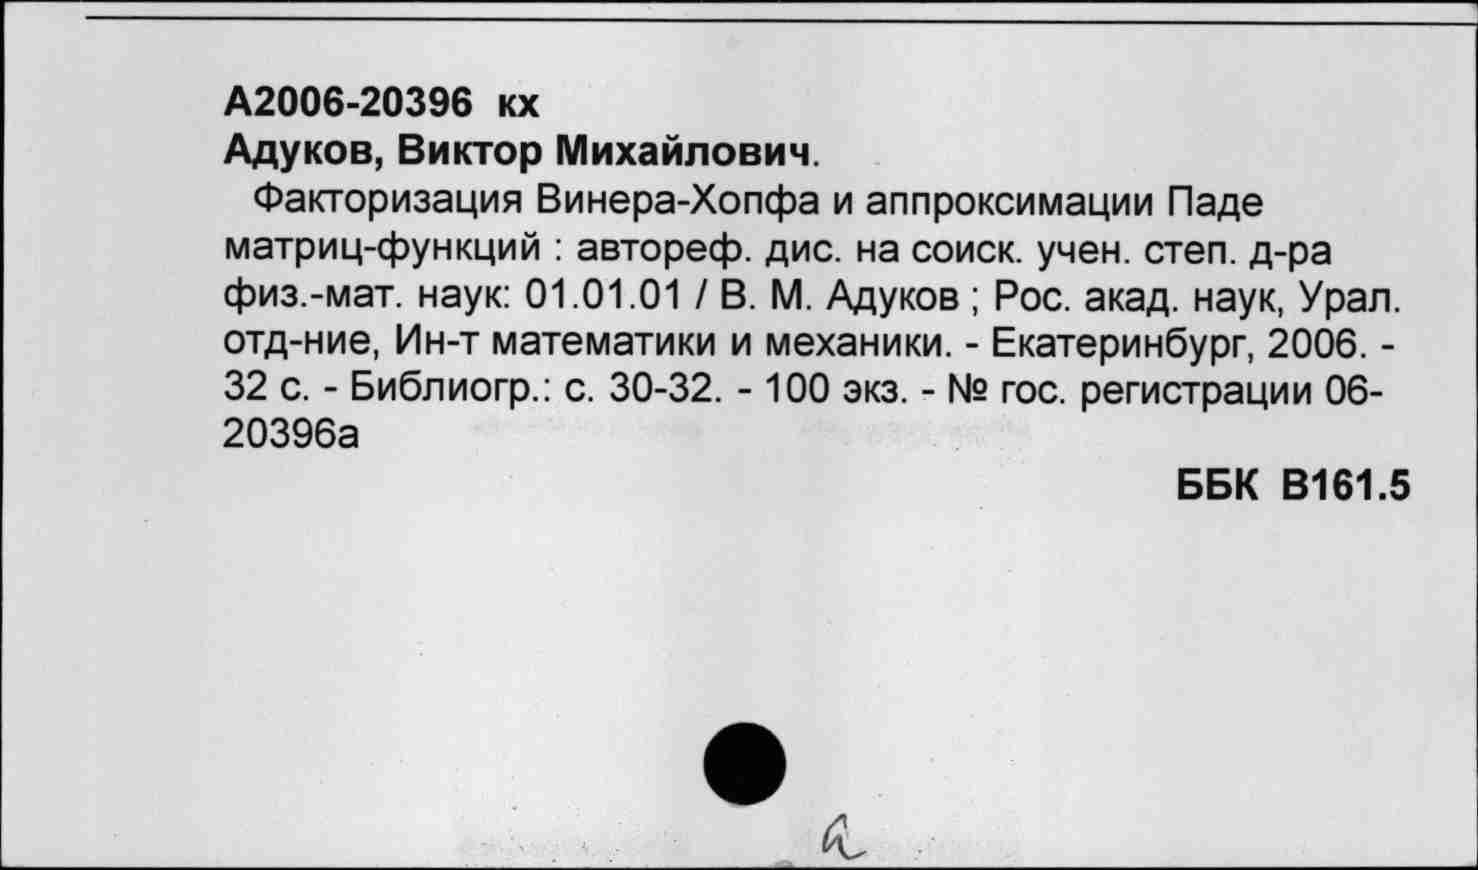 А2006-20396 кх
Адуков, Виктор Михайлович.
Факторизация Винера-Хопфа и аппроксимации Паде
матриц-функций : автореф. дис. на соиск. учен. степ. д-ра
физ.-мат. наук: 01.01.01 / В. М. Адуков ; Рос. акад. наук, Урал.
отд-ние, Ин-т математики и механики. - Екатеринбург, 2006. -
32 с. - Библиогр.: с. 30-32. - 100 экз. - № гос. регистрации 06-
20396а
ББК В161.5
а